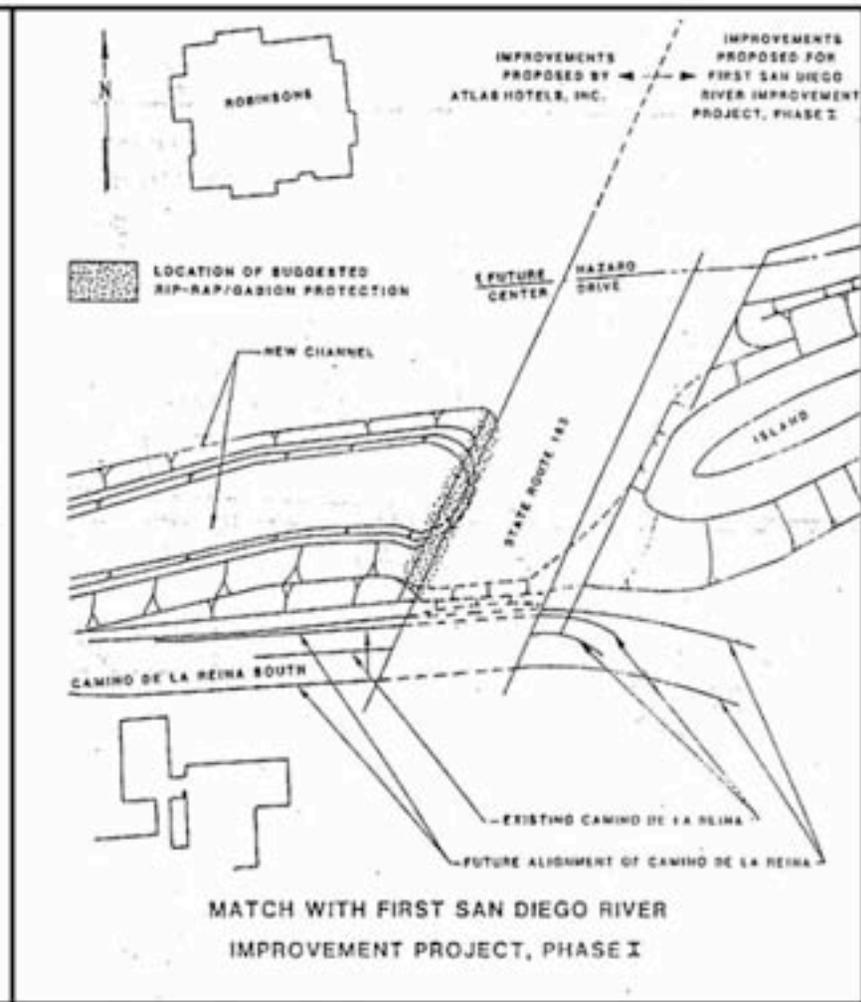 N
ROBINSONS
IMPROVEMENTS
PROPOSED BY
ATLAS HOTELS, INC.
IMPROVEMENTS
PROPOSED FOR
FIRST SAN DIEGO
RIVER IMPROVEMENT
PROJECT, PHASE I
LOCATION OF SUGGESTED
RIP-RAP/GABION PROTECTION
FUTURE HAZARD
CENTER DRIVE
NEW CHANNEL
ISLAND
STATE ROUTE 163
CAMINO DE LA REINA SOUTH
EXISTING CAMINO DE LA REINA
FUTURE ALIGNMENT OF CAMINO DE LA REINA
MATCH WITH FIRST SAN DIEGO RIVER
IMPROVEMENT PROJECT, PHASE I